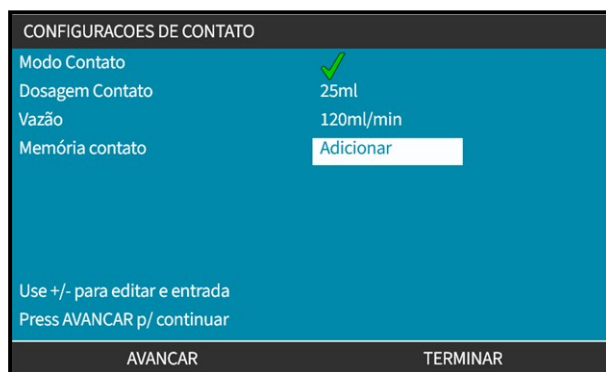 CONFIGURACOES DE CONTATO
Modo Contato
Dosagem Contato 25ml
Vazão 120ml/min
Memória contato Adicionar
Use +/- para editar e entrada
Press AVANCAR p/ continuar
AVANCAR TERMINAR